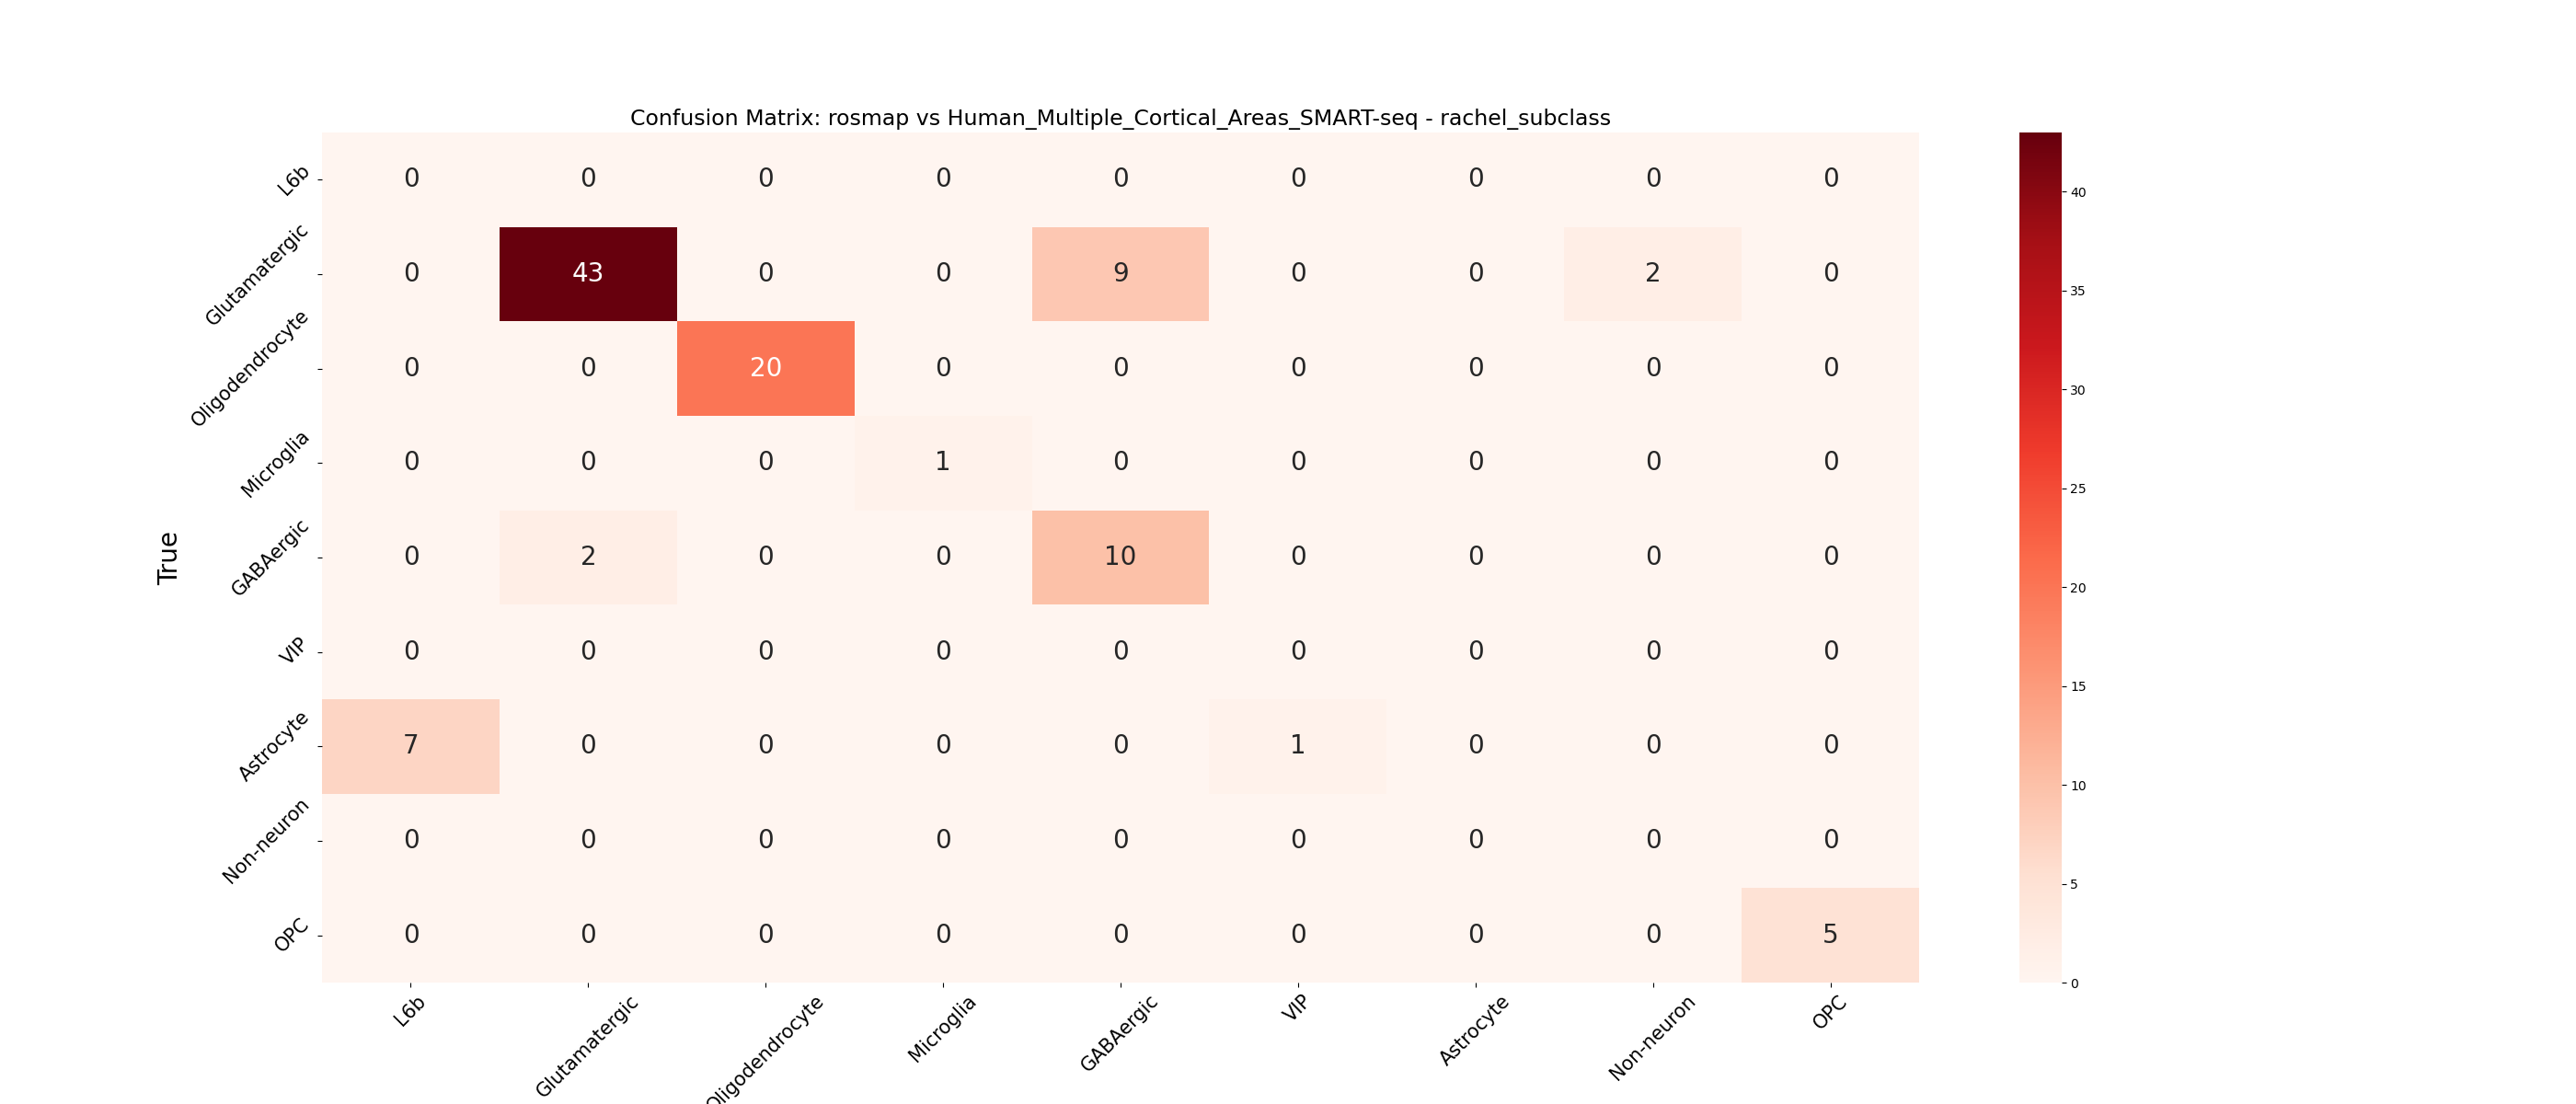 Confusion Matrix: rosmap vs Human_Multiple_Cortical_Areas_SMART-seq - rachel_subclass
True
L6b 0 0 0 0 0 0 0 0 0
Glutamatergic 0 43 0 0 9 0 0 2 0
Oligodendrocyte 0 0 20 0 0 0 0 0 0
Microglia 0 0 0 1 0 0 0 0 0
GABAergic 0 2 0 0 10 0 0 0 0
VIP 0 0 0 0 0 0 0 0 0
Astrocyte 7 0 0 0 0 1 0 0 0
Non-neuron 0 0 0 0 0 0 0 0 0
OPC 0 0 0 0 0 0 0 0 5
L6b Glutamatergic Oligodendrocyte Microglia GABAergic VIP Astrocyte Non-neuron OPC
40
35
30
25
20
15
10
5
0